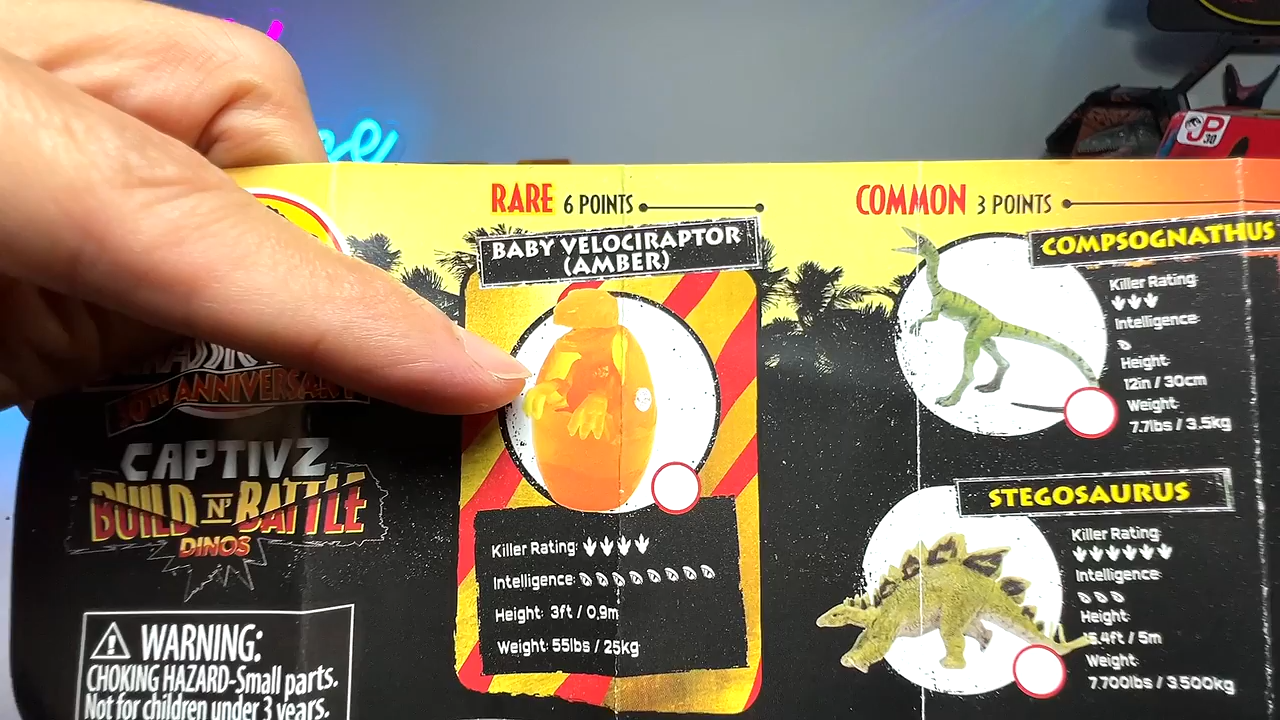 JP
30
RARE 6 POINTS
BABY VELOCIRAPTOR
(AMBER)
Killer Rating:
Intelligence:
Height: 3ft / 0.9m
Weight: 55lbs / 25kg
COMMON 3 POINTS
COMPSOGNATHUS
Killer Rating:
Intelligence:
Height:
12in / 30cm
Weight:
7.7lbs / 3.5kg
STEGOSAURUS
Killer Rating:
Intelligence:
Height:
Weight:
7.700lbs / 3.500kg
30TH ANNIVERSARY
CAPTIVZ
BUILD N' BATTLE
DINOS
WARNING:
CHOKING HAZARD-Small parts.
Not for children under 3 years.